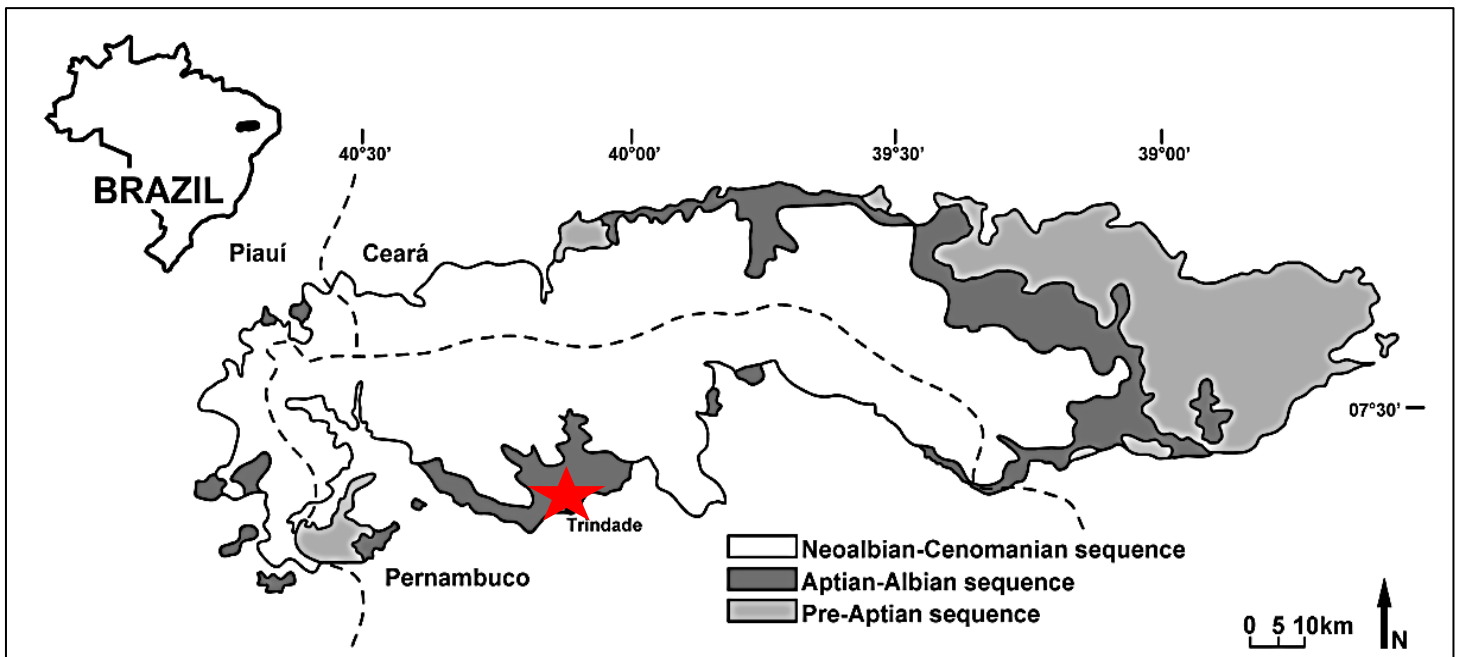 40°30'
40°00'
39°30'
39°00'
BRAZIL
Piauí
Ceará
07°30'
Trindade
Pernambuco
Neoalbian-Cenomanian sequence
Aptian-Albian sequence
Pre-Aptian sequence
0 5 10km
N